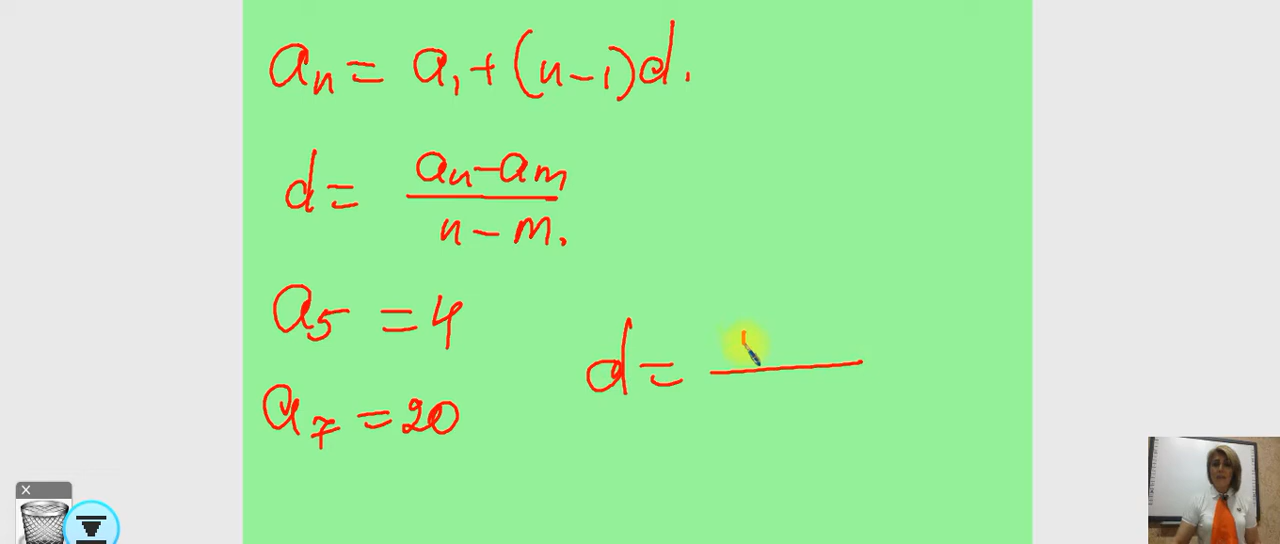 aₙ = a₁ + (n-1)d.
d = (aₙ - aₘ) / (n - m.)
a₅ = 4
d =
a₇ = 20